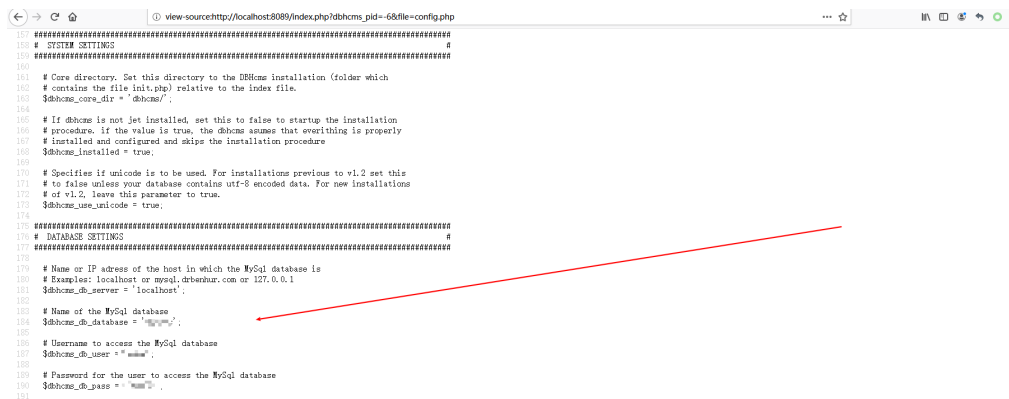 view-source:http://localhost:8089/index.php?dbhcms_pid=-6&file=config.php
157 ##########################################################################################
158 # SYSTEM SETTINGS #
159 ##########################################################################################
160
161 # Core directory. Set this directory to the DBHcms installation (folder which
162 # contains the file init.php) relative to the index file.
163 $dbhcms_core_dir = 'dbhcms/';
164
165 # If dbhcms is not jet installed, set this to false to startup the installation
166 # procedure. if the value is true, the dbhcms asumes that everithing is properly
167 # installed and configured and skips the installation procedure
168 $dbhcms_installed = true;
169
170 # Specifies if unicode is to be used. For installations previous to v1.2 set this
171 # to false unless your database contains utf-8 encoded data. For new installations
172 # of v1.2, leave this parameter to true.
173 $dbhcms_use_unicode = true;
174
175 ##########################################################################################
176 # DATABASE SETTINGS #
177 ##########################################################################################
178
179 # Name or IP adress of the host in which the MySql database is
180 # Examples: localhost or mysql.drbenhur.com or 127.0.0.1
181 $dbhcms_db_server = 'localhost';
182
183 # Name of the MySql database
184 $dbhcms_db_database = ' ';
185
186 # Username to access the MySql database
187 $dbhcms_db_user = " ";
188
189 # Password for the user to access the MySql database
190 $dbhcms_db_pass =
191